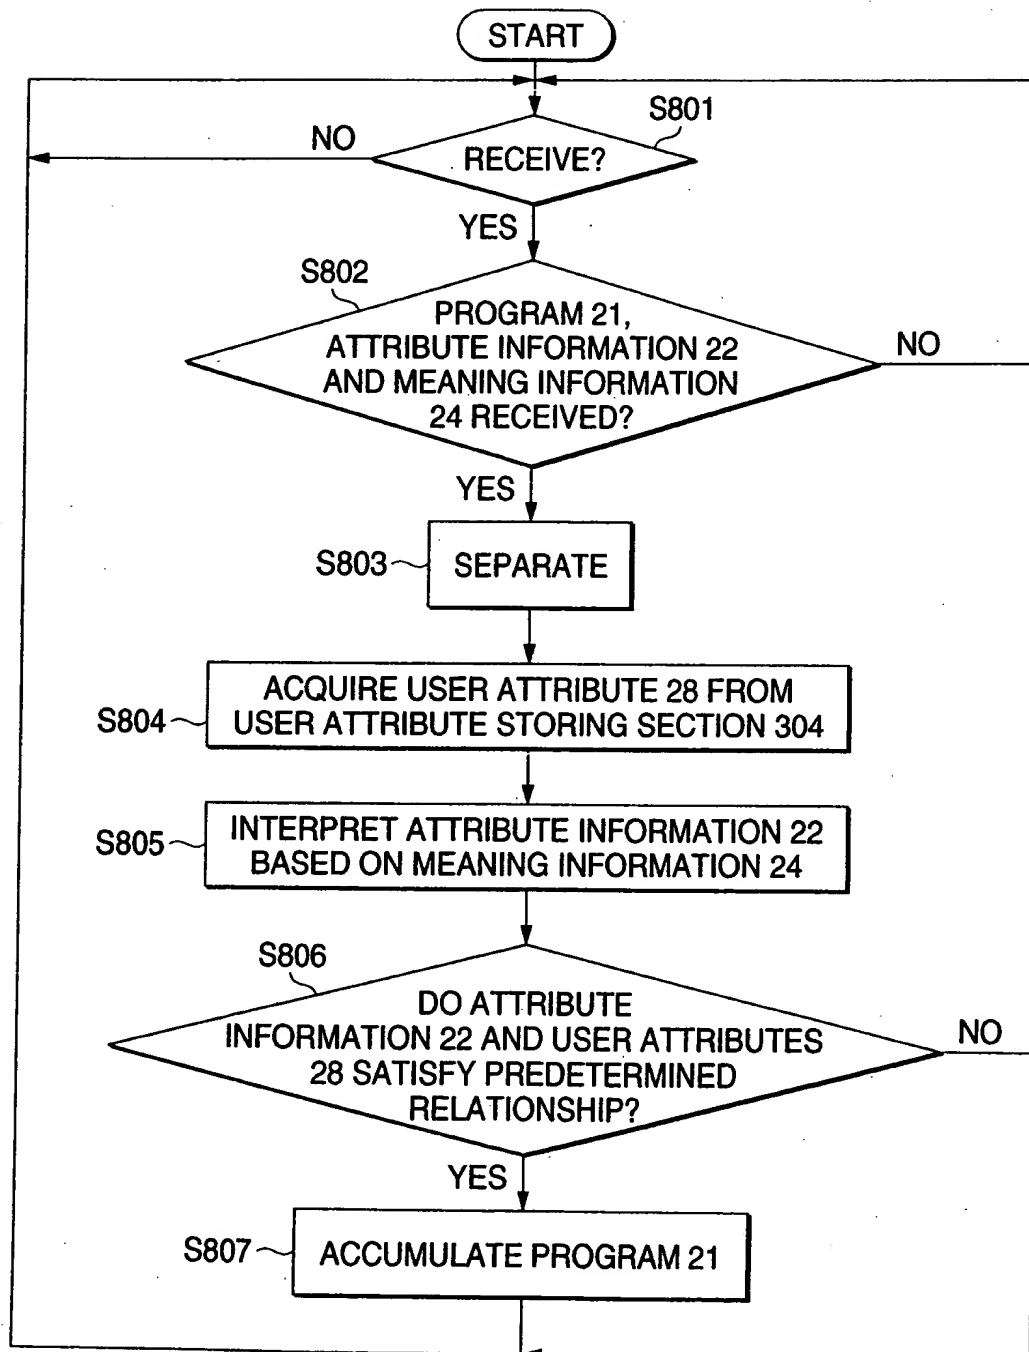 START
S801
NO
RECEIVE?
YES
S802
PROGRAM 21,
ATTRIBUTE INFORMATION 22
AND MEANING INFORMATION
24 RECEIVED?
NO
YES
S803
SEPARATE
S804
ACQUIRE USER ATTRIBUTE 28 FROM
USER ATTRIBUTE STORING SECTION 304
S805
INTERPRET ATTRIBUTE INFORMATION 22
BASED ON MEANING INFORMATION 24
S806
DO ATTRIBUTE
INFORMATION 22 AND USER ATTRIBUTES
28 SATISFY PREDETERMINED
RELATIONSHIP?
NO
YES
S807
ACCUMULATE PROGRAM 21